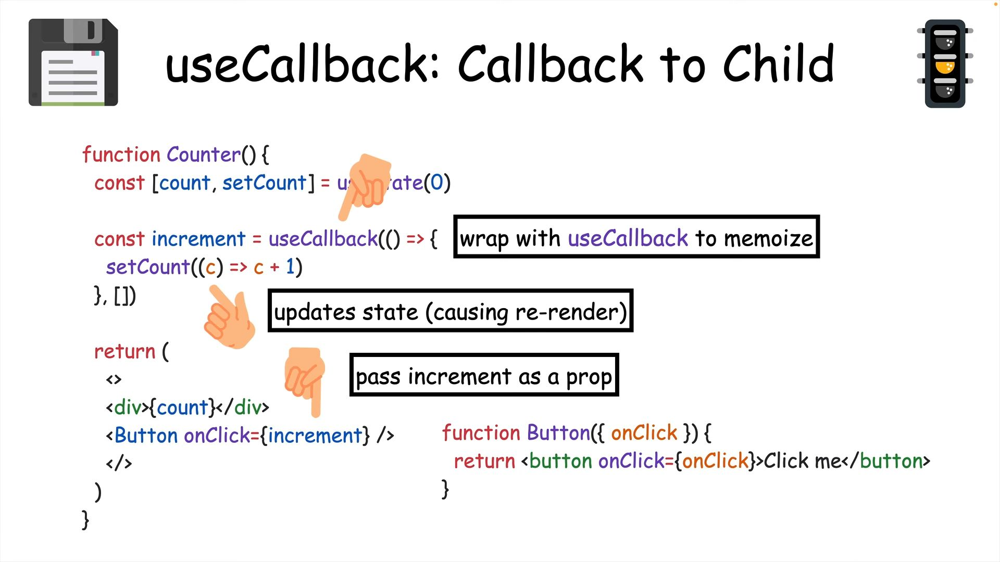 useCallback: Callback to Child
function Counter() {
const [count, setCount] = us ate(0)
const increment = useCallback(() => {
wrap with useCallback to memoize
setCount((c) => c + 1)
}, [])
updates state (causing re-render)
return (
<>
pass increment as a prop
<div>{count}</div>
<Button onClick={increment} />
</>
)
}
function Button({ onClick }) {
return <button onClick={onClick}>Click me</button>
}